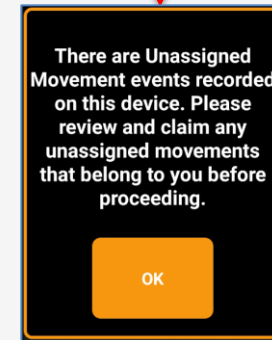 There are Unassigned
Movement events recorded
on this device. Please
review and claim any
unassigned movements
that belong to you before
proceeding.
OK